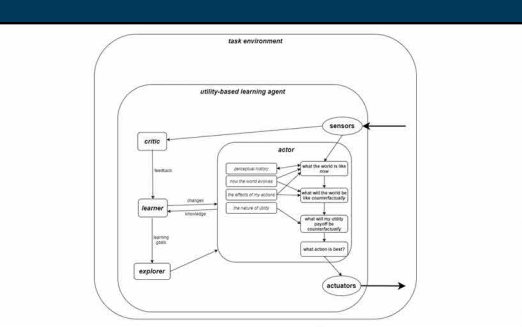 task environment
utility-based learning agent
sensors
critic
actor
feedback
perceptual history
how the world evolves
the effects of my actions
the nature of utility
what the world is like
now
what will the world be
like counterfactually
what will my utility
payoff be
counterfactually
what action is best?
learner
changes
knowledge
learning
goals
explorer
actuators